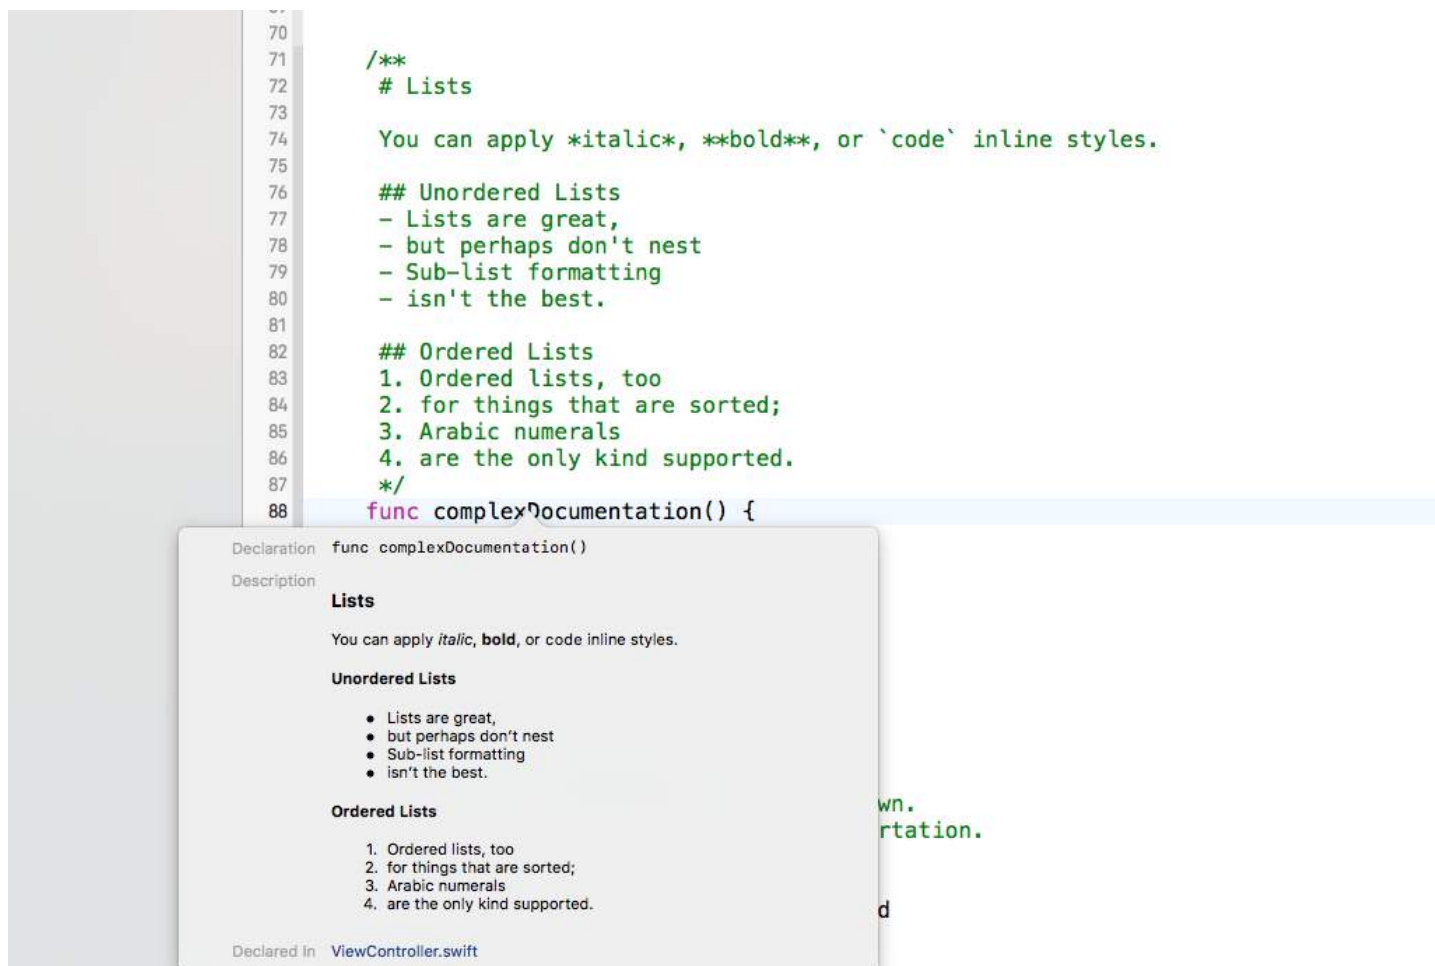 70
71 /**
72 # Lists
73
74 You can apply *italic*, **bold**, or `code` inline styles.
75
76 ## Unordered Lists
77 - Lists are great,
78 - but perhaps don't nest
79 - Sub-list formatting
80 - isn't the best.
81
82 ## Ordered Lists
83 1. Ordered lists, too
84 2. for things that are sorted;
85 3. Arabic numerals
86 4. are the only kind supported.
87 */
88 func complexDocumentation() {
Declaration func complexDocumentation()
Description
Lists
You can apply italic, bold, or code inline styles.
Unordered Lists
• Lists are great,
• but perhaps don't nest
• Sub-list formatting
• isn't the best.
wn.
Ordered Lists
rtation.
1. Ordered lists, too
2. for things that are sorted;
3. Arabic numerals
4. are the only kind supported.
d
Declared In ViewController.swift